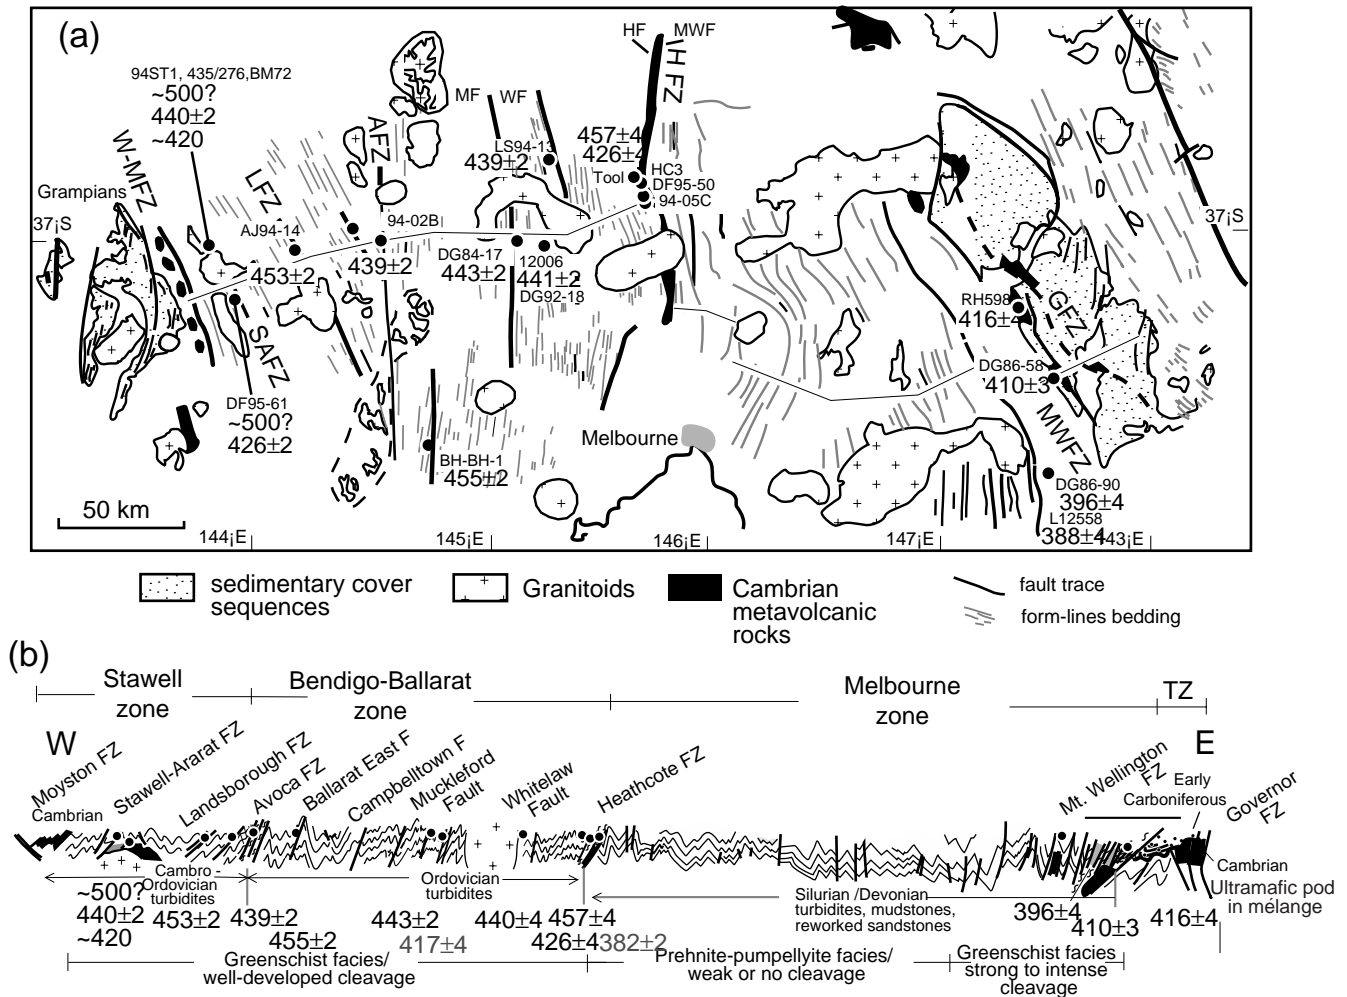 (a)
HF
MWF
H FZ
94ST1, 435/276,BM72
~500?
440±2
~420
MF
WF
AFZ
W-MFZ
LFZ
LS94-13
439±2
457±4
426±4
Tool
HC3
DF95-50
94-05C
Grampians
37¡S
37¡S
AJ94-14
453±2
94-02B
439±2
DG84-17
443±2
12006
441±2
DG92-18
RH598
416±4
GFZ
SAFZ
DG86-58
410±3
DF95-61
~500?
426±2
MWFZ
Melbourne
BH-BH-1
455±2
DG86-90
396±4
L12558
388±4
50 km
144¡E
145¡E
146¡E
147¡E
143¡E
sedimentary cover
sequences
Granitoids
Cambrian
metavolcanic
rocks
fault trace
form-lines bedding
(b)
Stawell
zone
Bendigo-Ballarat
zone
Melbourne
zone
TZ
W
E
Moyston FZ
Stawell-Ararat FZ
Landsborough FZ
Avoca FZ
Ballarat East F
Campbelltown F
Muckleford
Fault
Whitelaw
Fault
Heathcote FZ
Mt. Wellington
FZ
Early
Carboniferous
Governor
FZ
Cambrian
Cambrian
Ultramafic pod
in mélange
Cambro -
Ordovician
turbidites
Ordovician
turbidites
Silurian /Devonian
turbidites, mudstones,
reworked sandstones
~500?
440±2
~420
453±2
439±2
455±2
443±2
417±4
440±4
457±4
426±4
382±2
396±4
410±3
416±4
Greenschist facies/
well-developed cleavage
Prehnite-pumpellyite facies/
weak or no cleavage
Greenschist facies
strong to intense
cleavage